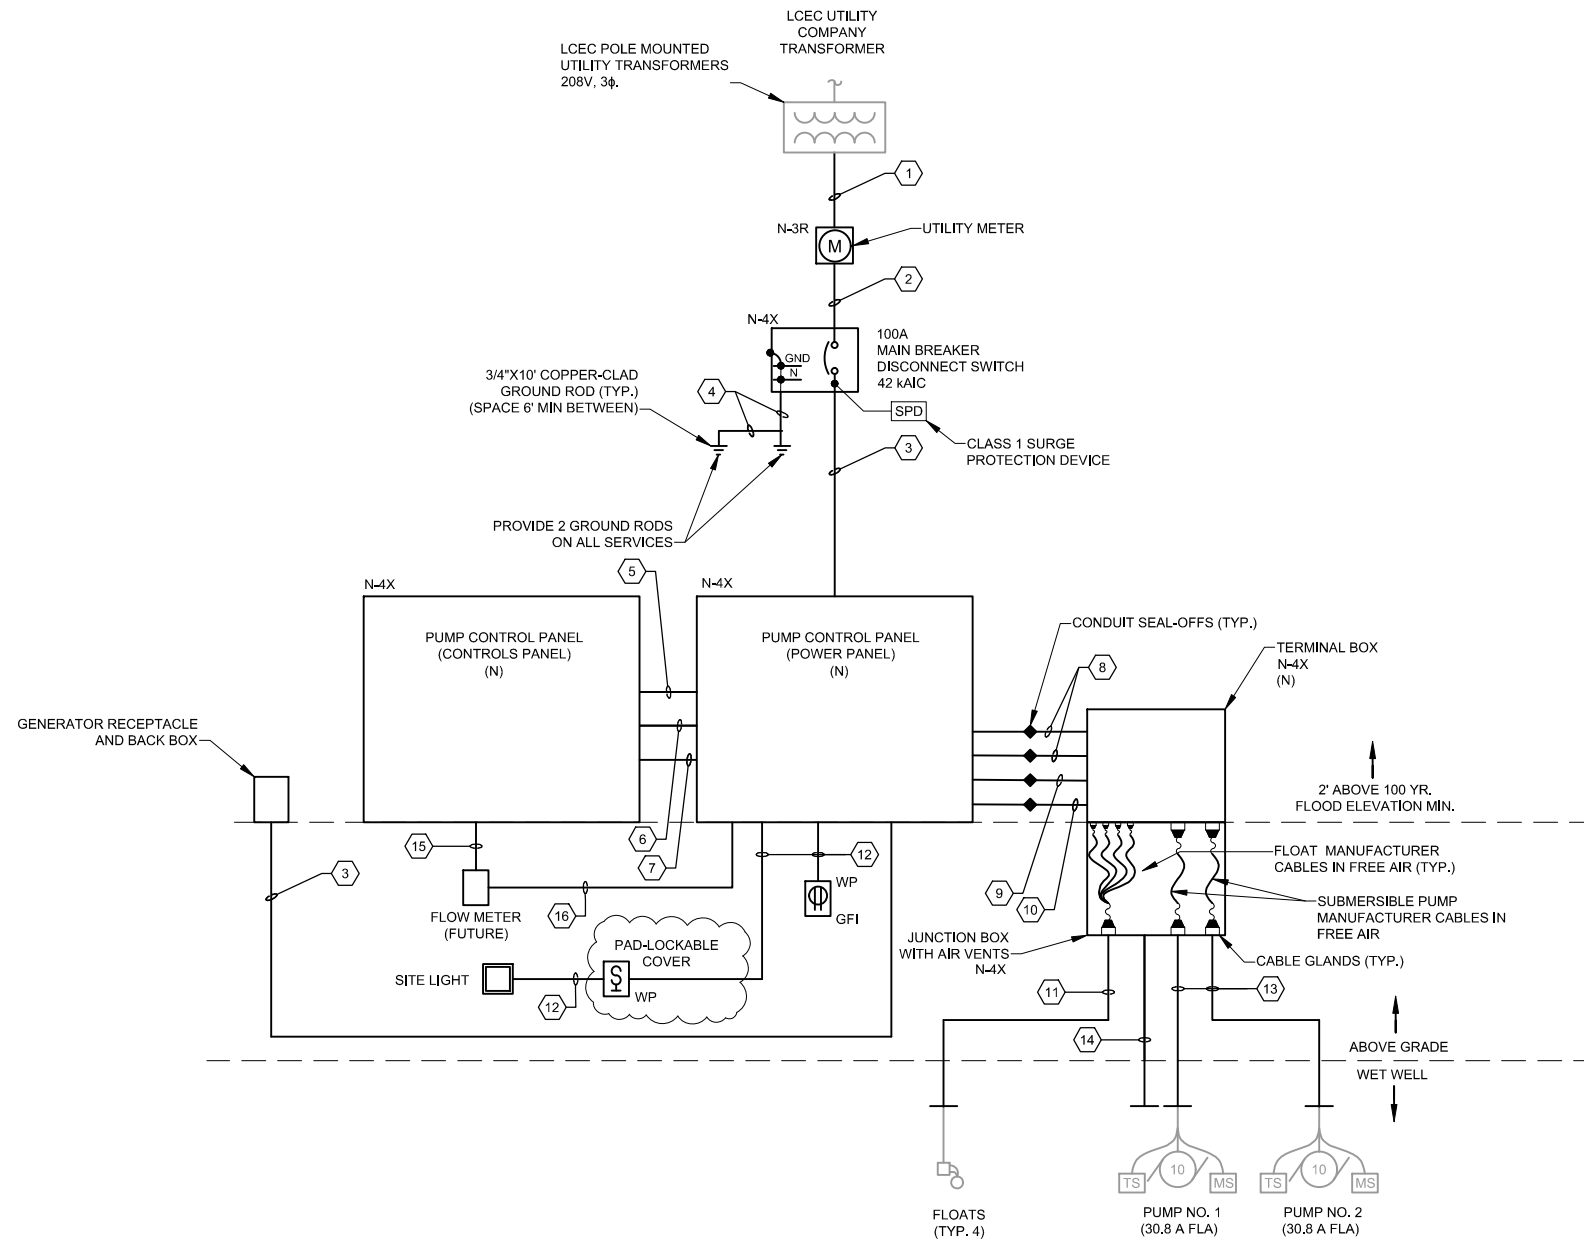 LCEC UTILITY
COMPANY
TRANSFORMER
LCEC POLE MOUNTED
UTILITY TRANSFORMERS
208V, 3ϕ.
1
N-3R
M
UTILITY METER
2
N-4X
GND
N
100A
MAIN BREAKER
DISCONNECT SWITCH
42 kAIC
3/4"X10' COPPER-CLAD
GROUND ROD (TYP.)
(SPACE 6' MIN BETWEEN)
4
SPD
CLASS 1 SURGE
PROTECTION DEVICE
3
PROVIDE 2 GROUND RODS
ON ALL SERVICES
5
N-4X
PUMP CONTROL PANEL
(CONTROLS PANEL)
(N)
N-4X
PUMP CONTROL PANEL
(POWER PANEL)
(N)
CONDUIT SEAL-OFFS (TYP.)
8
TERMINAL BOX
N-4X
(N)
GENERATOR RECEPTACLE
AND BACK BOX
2' ABOVE 100 YR.
FLOOD ELEVATION MIN.
15
6
7
12
3
16
FLOW METER
(FUTURE)
WP
GFI
9
10
FLOAT MANUFACTURER
CABLES IN FREE AIR (TYP.)
SUBMERSIBLE PUMP
MANUFACTURER CABLES IN
FREE AIR
JUNCTION BOX
WITH AIR VENTS
N-4X
CABLE GLANDS (TYP.)
PAD-LOCKABLE
COVER
SITE LIGHT
S
WP
12
11
13
14
ABOVE GRADE
WET WELL
TS
10
MS
TS
10
MS
FLOATS
(TYP. 4)
PUMP NO. 1
(30.8 A FLA)
PUMP NO. 2
(30.8 A FLA)